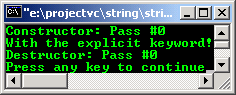 "e:\projectvc\string\stri...
Constructor: Pass #0
With the explicit keyword!
Destructor: Pass #0
Press any key to continue